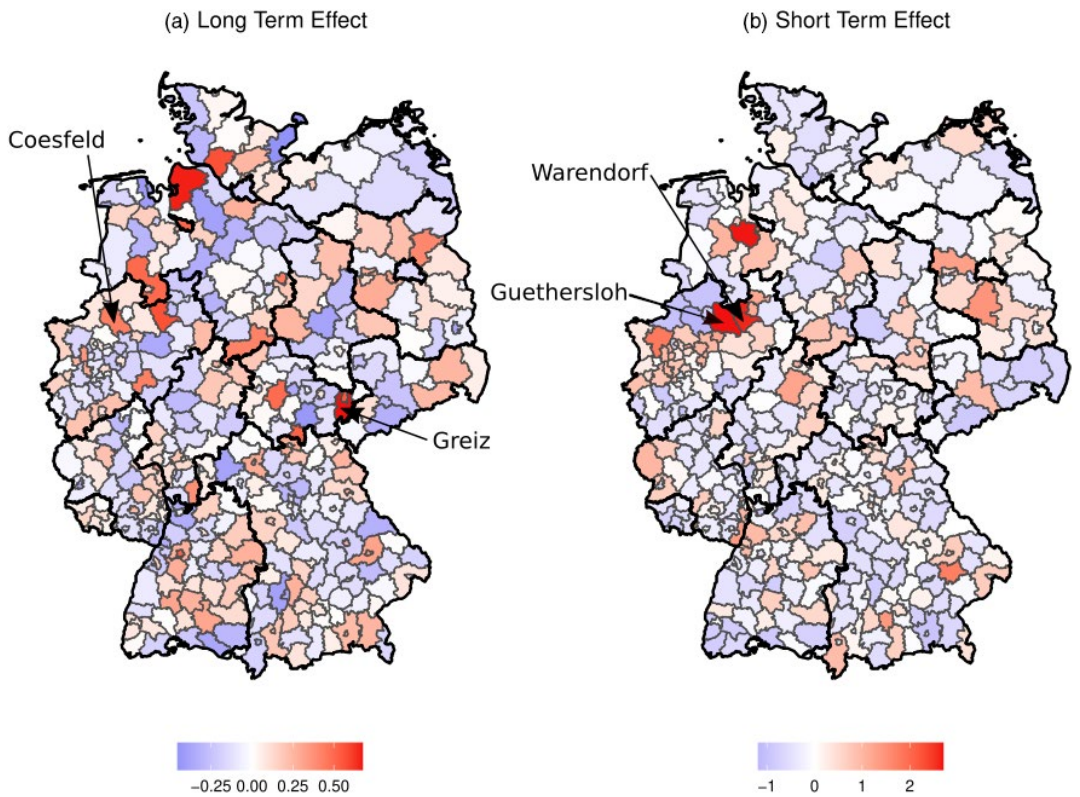 (a) Long Term Effect
(b) Short Term Effect
Coesfeld
Warendorf
Guethersloh
Greiz
−0.25 0.00 0.25 0.50
−1 0 1 2